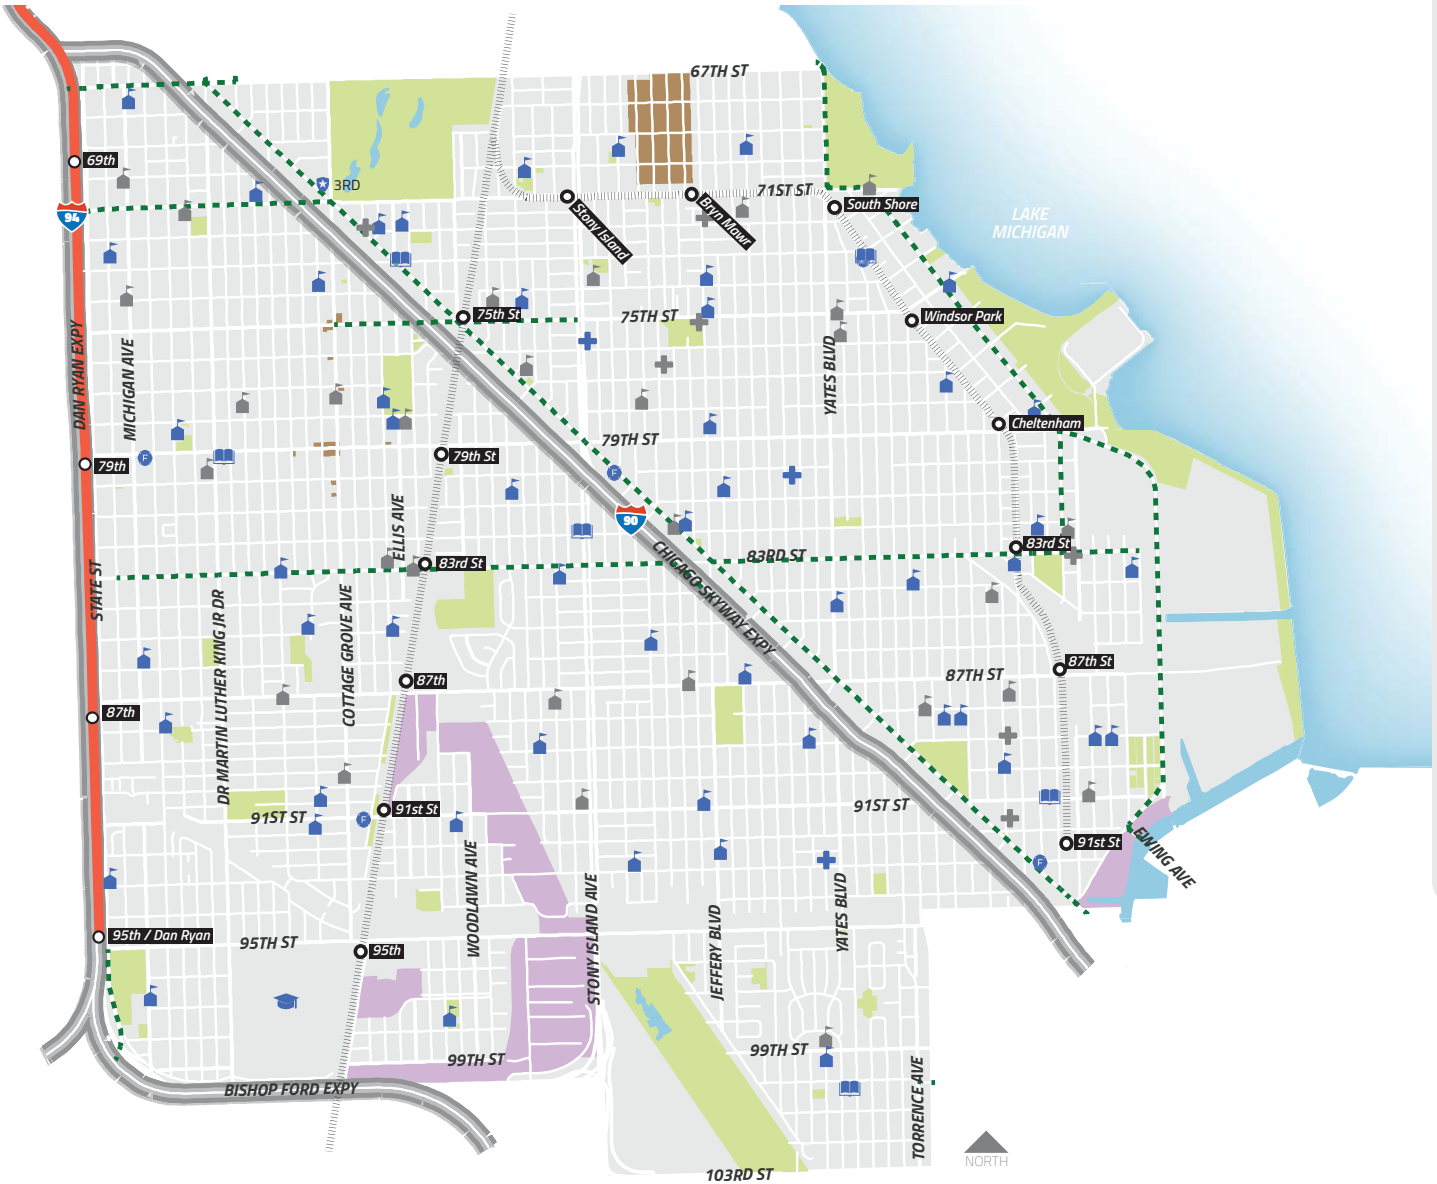 67TH ST
69th
3RD
71ST ST
94
South Shore
Stony Island
Bryn Mawr
LAKE
MICHIGAN
75th St
75TH ST
Windsor Park
DAN RYAN EXPY
MICHIGAN AVE
YATES BLVD
Cheltenham
79TH ST
79th
F
79th St
F
90
ELLIS AVE
CHICAGO SKYWAY EXPY
83RD ST
83rd St
83rd St
STATE ST
DR MARTIN LUTHER KING JR DR
COTTAGE GROVE AVE
87th St
87TH ST
87th
87th
91ST ST
91st St
F
91ST ST
91st St
F
EWING AVE
WOODLAWN AVE
STONY ISLAND AVE
JEFFERY BLVD
YATES BLVD
95th / Dan Ryan
95TH ST
95th
99TH ST
99TH ST
BISHOP FORD EXPY
TORRENCE AVE
NORTH
103RD ST